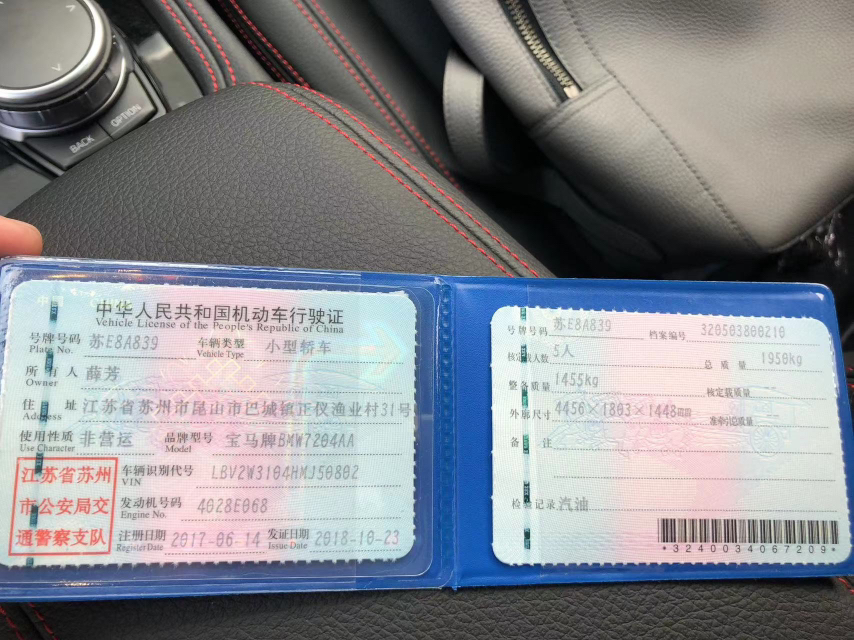 OPTION
BACK
中华人民共和国机动车行驶证
Vehicle License of the People's Republic of China
号牌号码 苏E8A839 车辆类型 小型轿车
Plate No. Vehicle Type
所有人 薛芳
Owner
住址 江苏省苏州市昆山市巴城镇正仪渔业村31号
Address
使用性质 非营运 品牌型号 宝马牌BMW7204AA
Use Character Model
江苏省苏州
市公安局交
通警察支队
车辆识别代号 LBV2W3104HMJ50802
VIN
发动机号码 4028E068
Engine No.
注册日期 2017-06-14 发证日期 2018-10-23
Register Date Issue Date
号牌号码 苏E8A839 档案编号 320503800210
核定载人数 5人 总质量 1950kg
整备质量 1455kg 核定载质量 --
外廓尺寸 4456×1803×1448mm 准牵引总质量 --
备注
检验记录 汽油
*3240034067209*